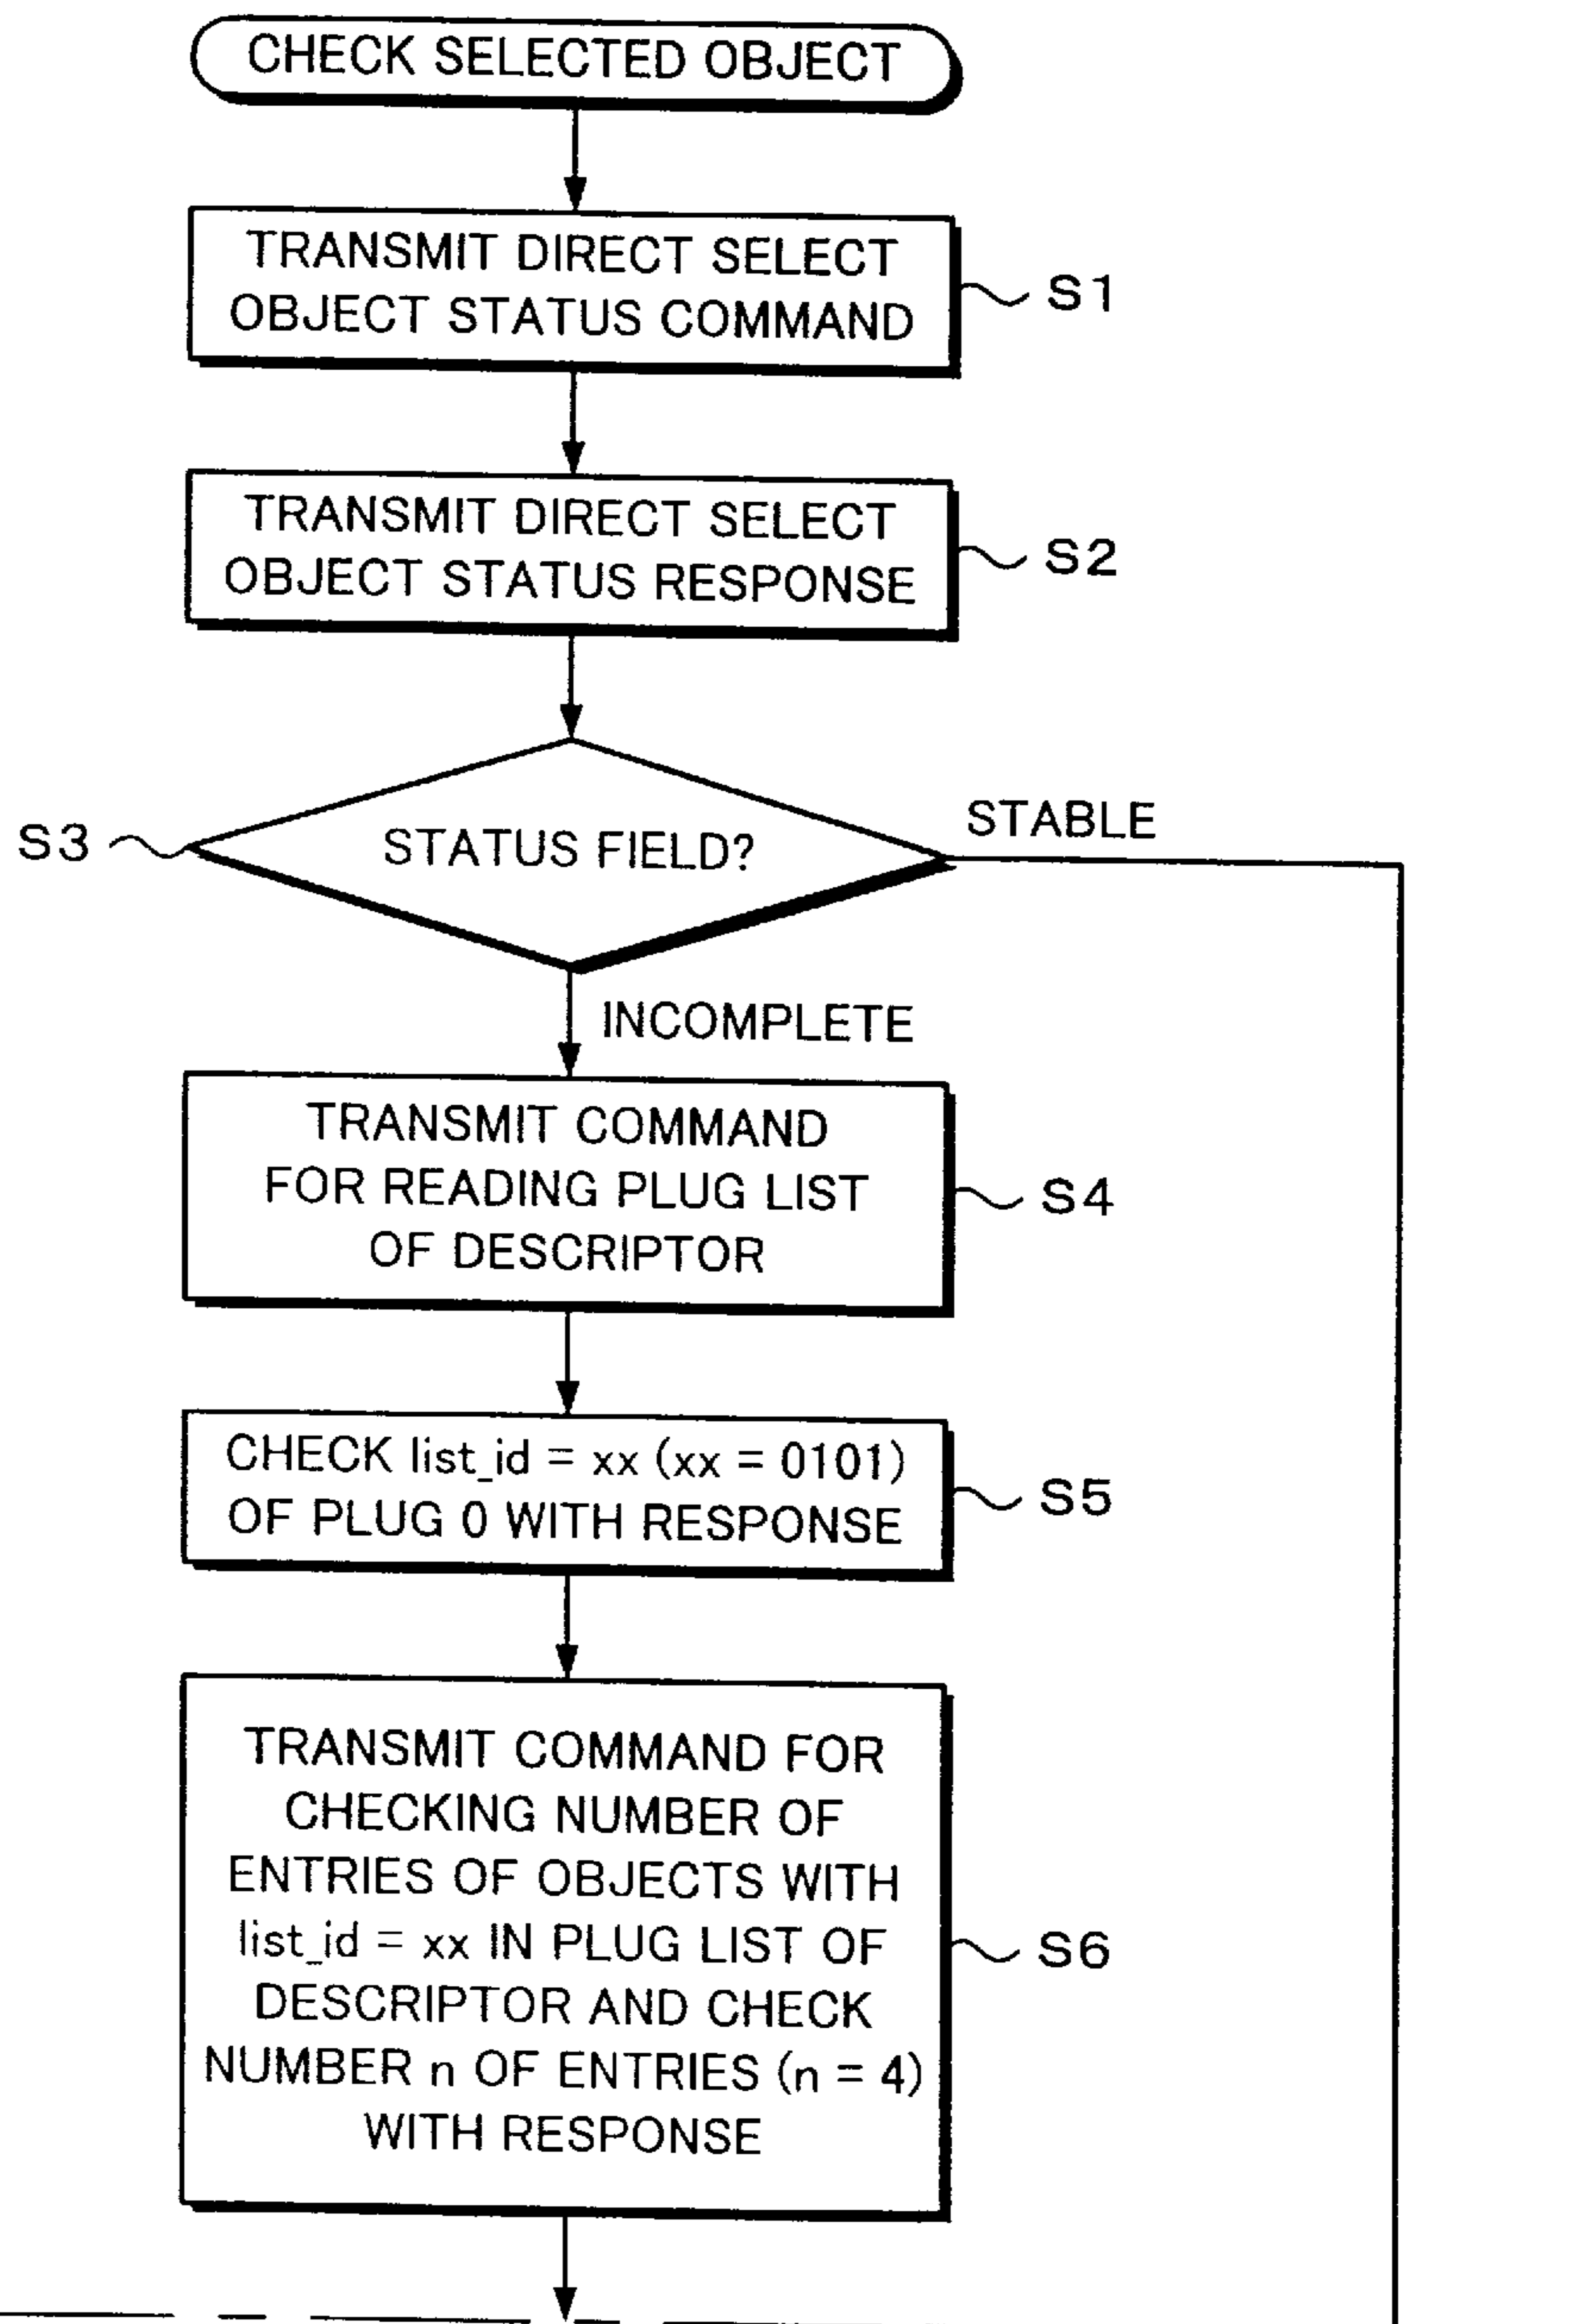 CHECK SELECTED OBJECT
TRANSMIT DIRECT SELECT
OBJECT STATUS COMMAND
S1
TRANSMIT DIRECT SELECT
OBJECT STATUS RESPONSE
S2
S3
STATUS FIELD?
STABLE
INCOMPLETE
TRANSMIT COMMAND
FOR READING PLUG LIST
OF DESCRIPTOR
S4
CHECK list_id = xx (xx = 0101)
OF PLUG 0 WITH RESPONSE
S5
TRANSMIT COMMAND FOR
CHECKING NUMBER OF
ENTRIES OF OBJECTS WITH
list_id = xx IN PLUG LIST OF
DESCRIPTOR AND CHECK
NUMBER n OF ENTRIES (n = 4)
WITH RESPONSE
S6